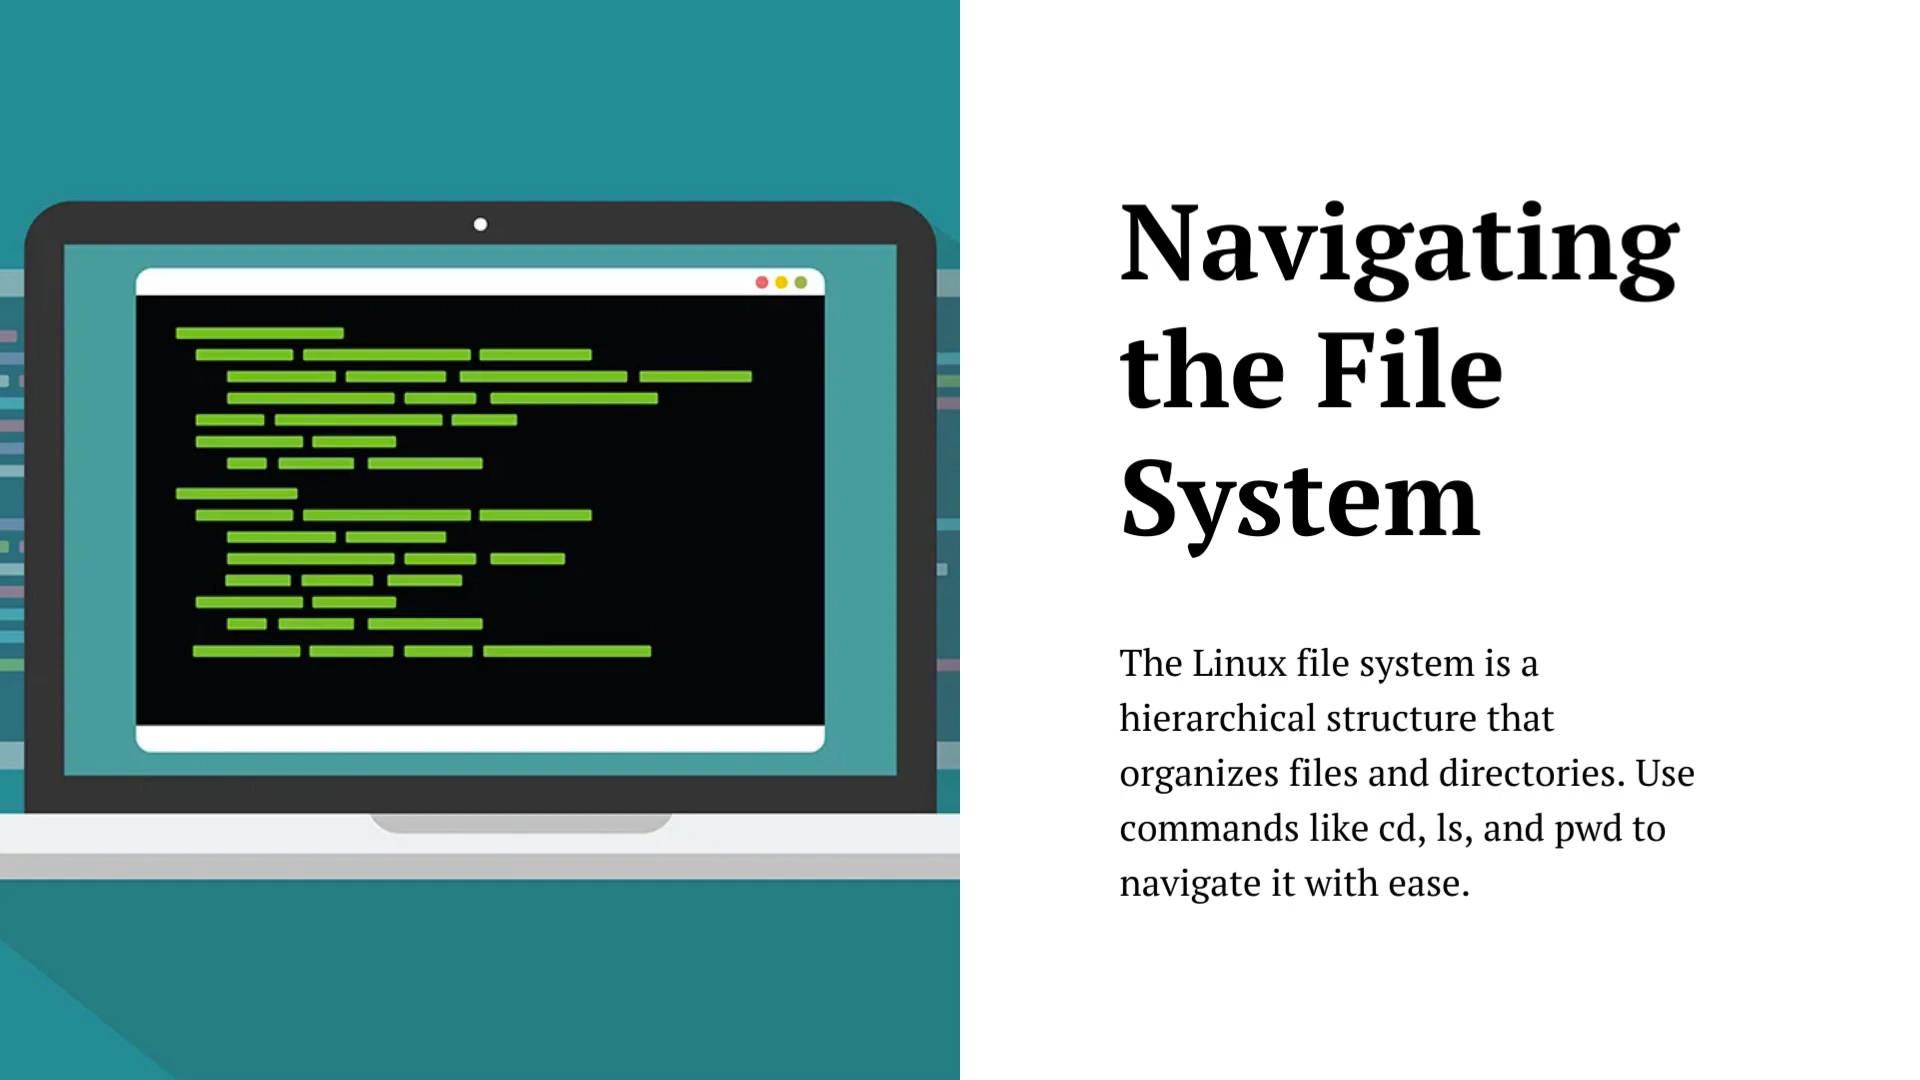 Navigating
the File
System
The Linux file system is a
hierarchical structure that
organizes files and directories. Use
commands like cd, ls, and pwd to
navigate it with ease.